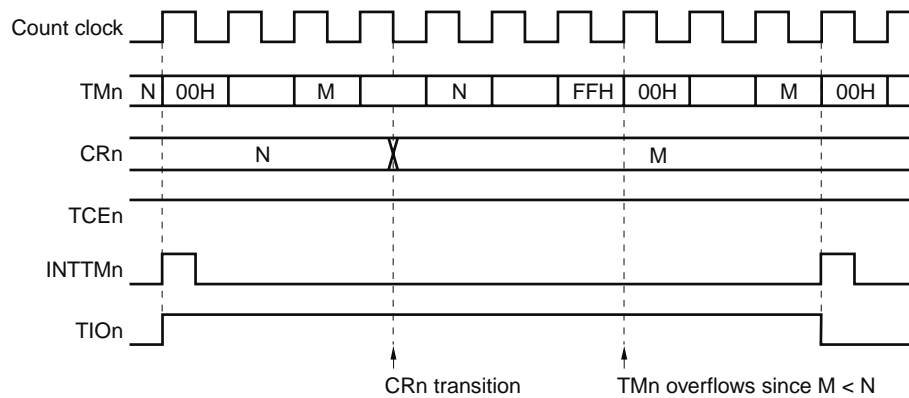 Count clock
TMn N 00H M N FFH 00H M 00H
CRn N M
TCEn
INTTMn
TIOn
CRn transition TMn overflows since M < N